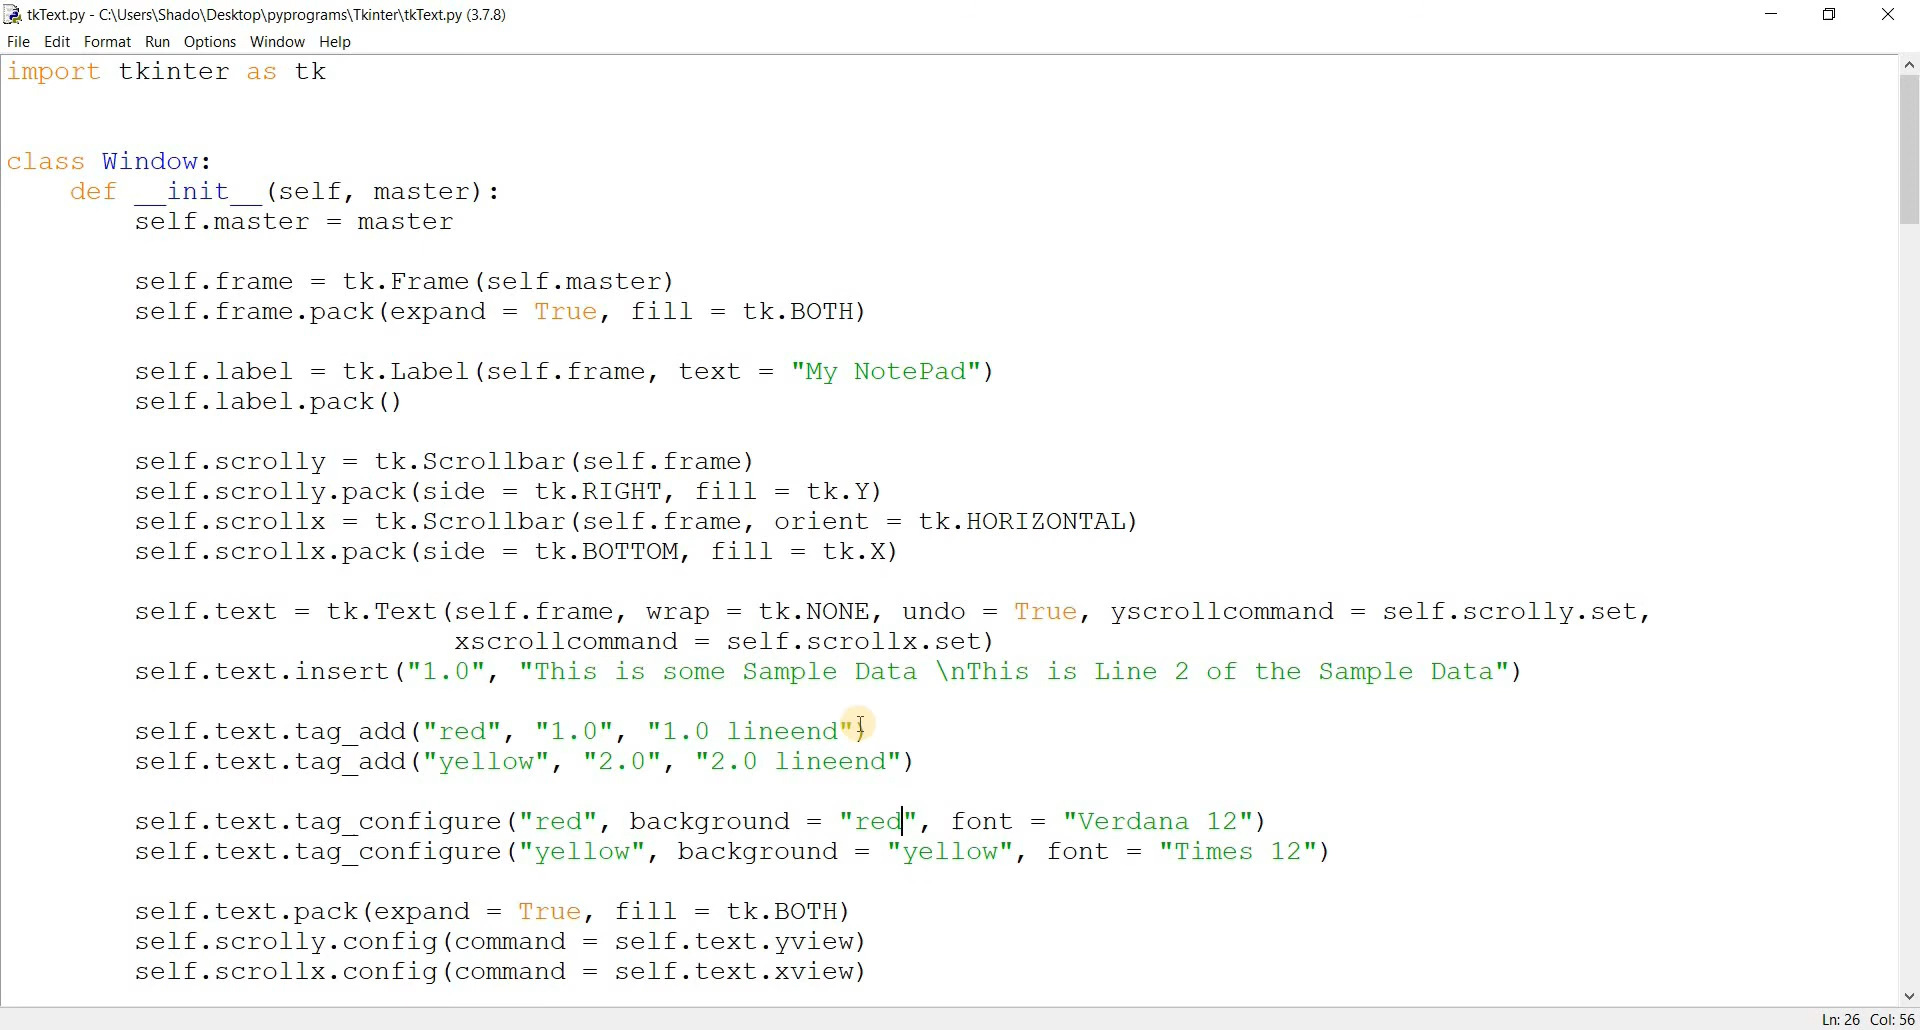 tkText.py - C:\Users\Shado\Desktop\pyprograms\Tkinter\tkText.py (3.7.8)
File Edit Format Run Options Window Help
import tkinter as tk
class Window:
    def __init__(self, master):
        self.master = master
        self.frame = tk.Frame(self.master)
        self.frame.pack(expand = True, fill = tk.BOTH)
        self.label = tk.Label(self.frame, text = "My NotePad")
        self.label.pack()
        self.scrolly = tk.Scrollbar(self.frame)
        self.scrolly.pack(side = tk.RIGHT, fill = tk.Y)
        self.scrollx = tk.Scrollbar(self.frame, orient = tk.HORIZONTAL)
        self.scrollx.pack(side = tk.BOTTOM, fill = tk.X)
        self.text = tk.Text(self.frame, wrap = tk.NONE, undo = True, yscrollcommand = self.scrolly.set,
                            xscrollcommand = self.scrollx.set)
        self.text.insert("1.0", "This is some Sample Data \nThis is Line 2 of the Sample Data")
        self.text.tag_add("red", "1.0", "1.0 lineend")
        self.text.tag_add("yellow", "2.0", "2.0 lineend")
        self.text.tag_configure("red", background = "red", font = "Verdana 12")
        self.text.tag_configure("yellow", background = "yellow", font = "Times 12")
        self.text.pack(expand = True, fill = tk.BOTH)
        self.scrolly.config(command = self.text.yview)
        self.scrollx.config(command = self.text.xview)
Ln: 26 Col: 56